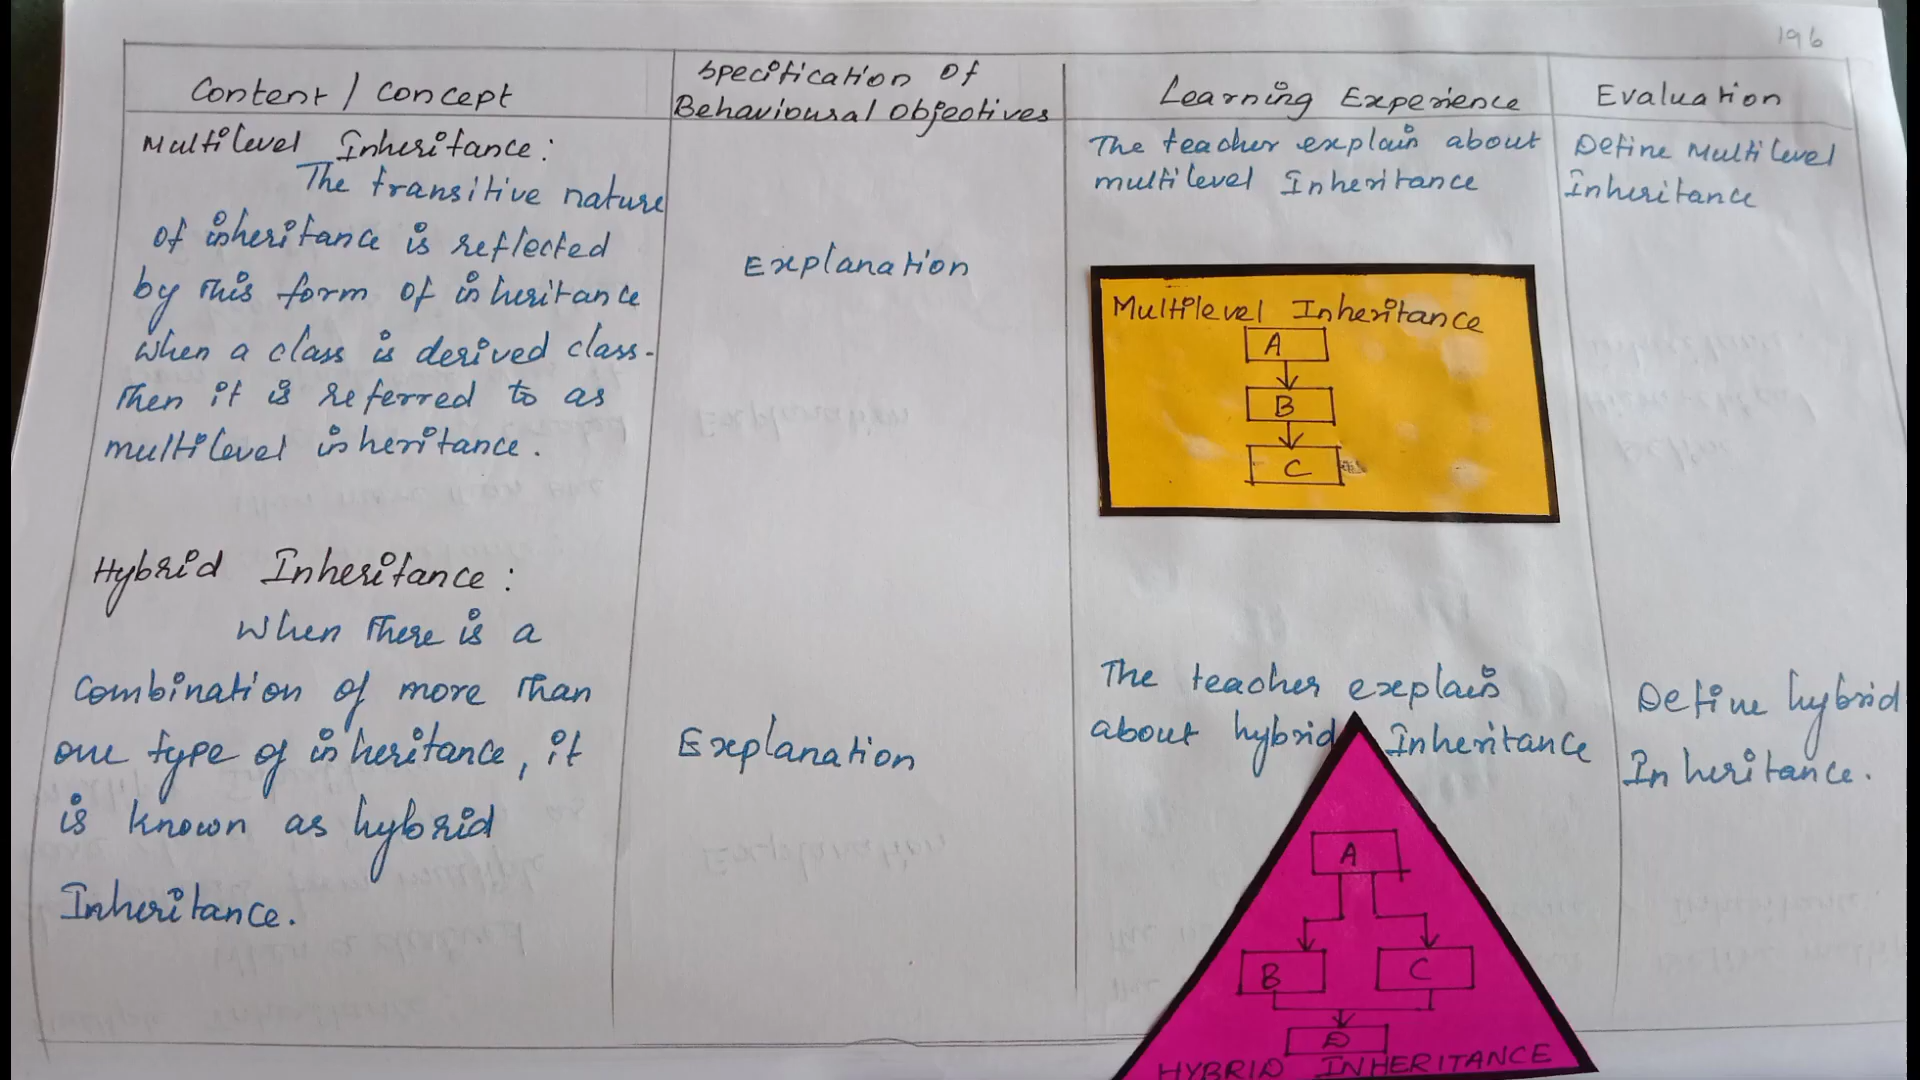 196
Content / Concept
Specification Of
Behavioural Objectives
Learning Experience
Evaluation
Multilevel Inheritance:
The transitive nature
of inheritance is reflected
by this form of inheritance
when a class is derived class.
Then it is referred to as
multilevel inheritance.
Explanation
The teacher explain about
multilevel Inheritance
Define Multilevel
Inheritance
Multilevel Inheritance
A
B
C
Hybrid Inheritance:
When there is a
Combination of more than
one type of inheritance, it
is known as hybrid
Inheritance.
Explanation
The teacher explain
about hybrid Inheritance
Define hybrid
Inheritance.
A
B
C
D
HYBRID INHERITANCE